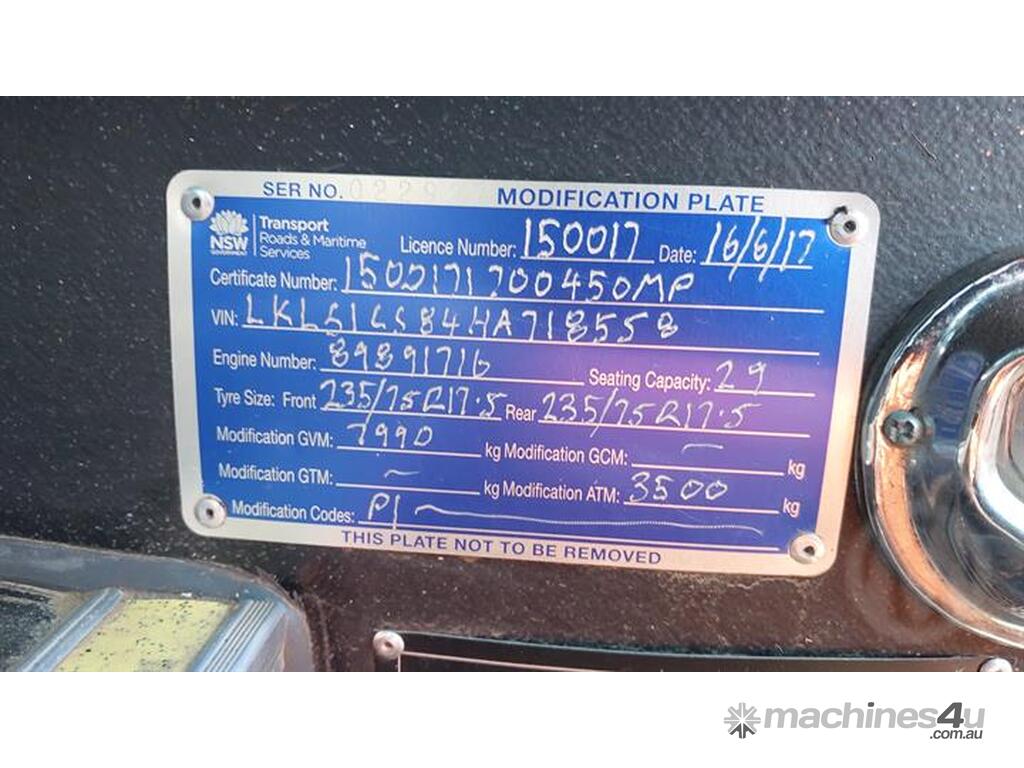 SER NO. MODIFICATION PLATE
NSW GOVERNMENT Transport Roads & Maritime Services
Licence Number: 150017 Date: 16/6/17
Certificate Number: 1500171700450MP
VIN: LKLS1CS84HA718558
Engine Number: 89891716 Seating Capacity: 29
Tyre Size: Front 235/75R17.5 Rear 235/75R17.5
Modification GVM: 7990 kg Modification GCM: – kg
Modification GTM: ~ kg Modification ATM: 3500 kg
Modification Codes: P1
THIS PLATE NOT TO BE REMOVED
machines4u.com.au